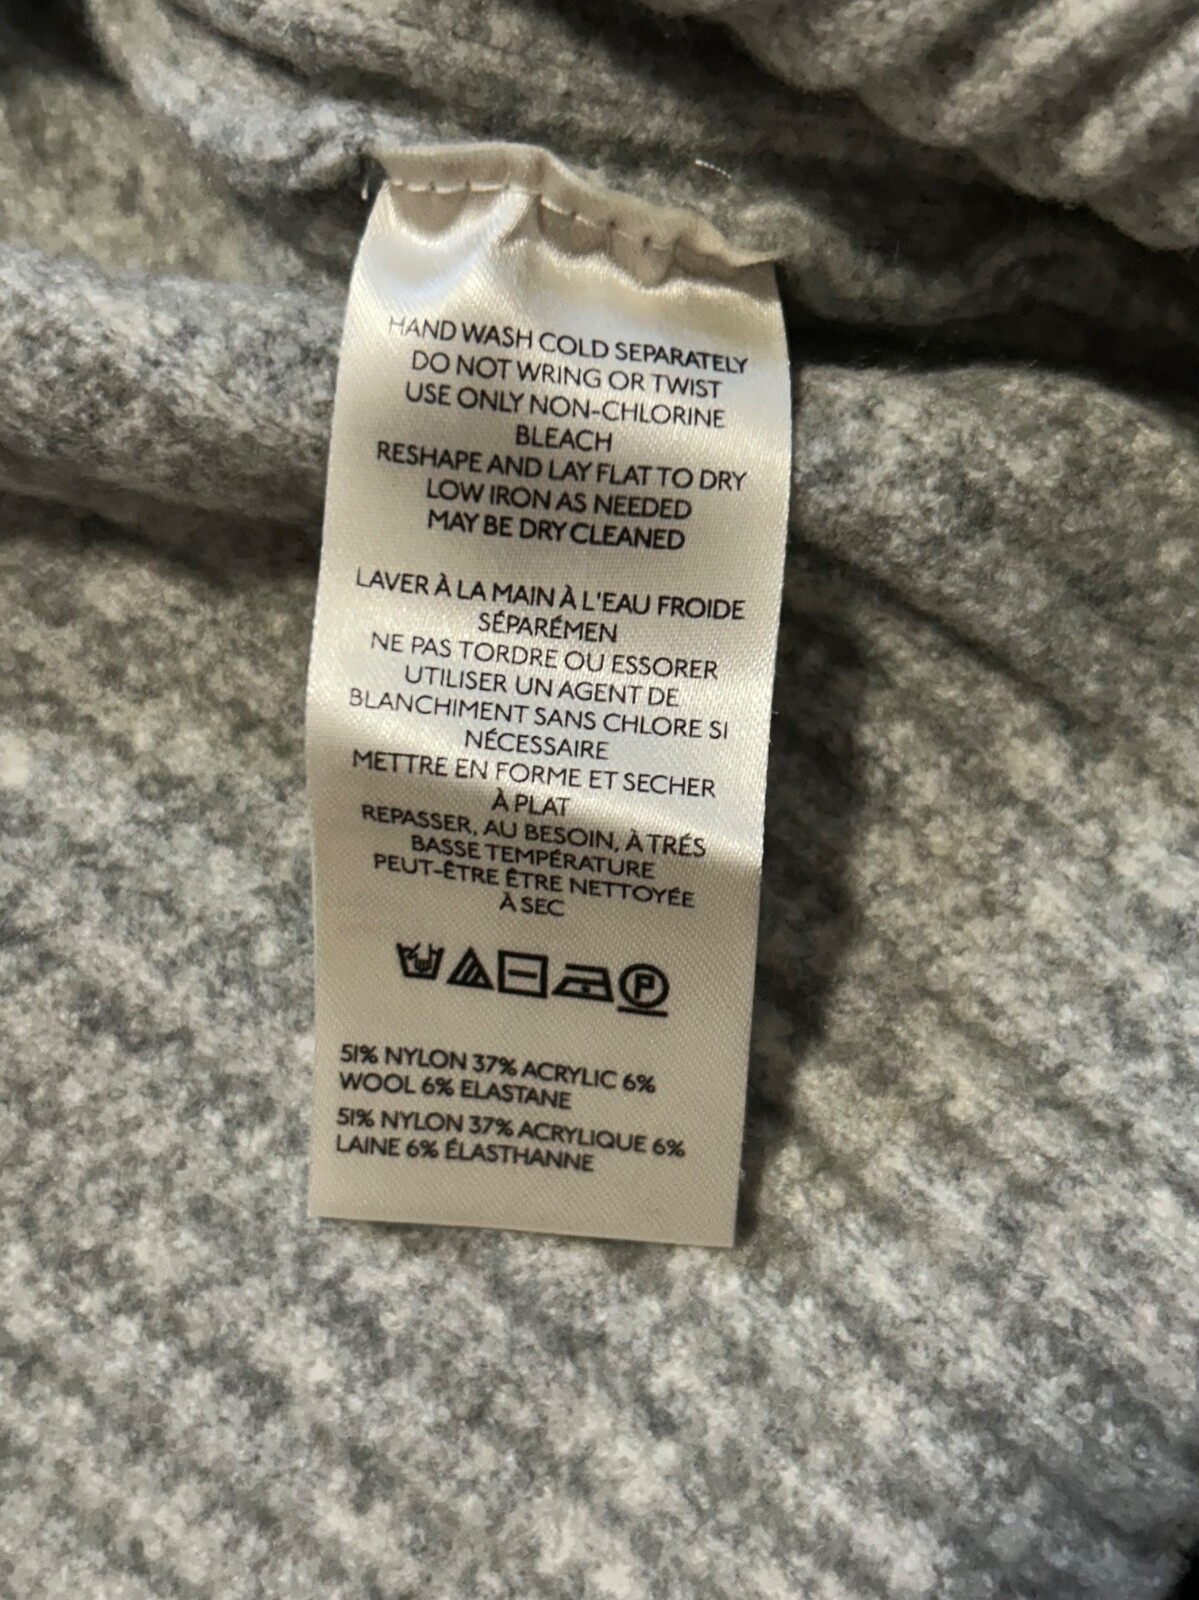 HAND WASH COLD SEPARATELY
DO NOT WRING OR TWIST
USE ONLY NON-CHLORINE
BLEACH
RESHAPE AND LAY FLAT TO DRY
LOW IRON AS NEEDED
MAY BE DRY CLEANED
LAVER À LA MAIN À L'EAU FROIDE
SÉPARÉMEN
NE PAS TORDRE OU ESSORER
UTILISER UN AGENT DE
BLANCHIMENT SANS CHLORE SI
NÉCESSAIRE
METTRE EN FORME ET SECHER
À PLAT
REPASSER, AU BESOIN, À TRÉS
BASSE TEMPÉRATURE
PEUT-ÊTRE ÊTRE NETTOYÉE
À SEC
P
51% NYLON 37% ACRYLIC 6%
WOOL 6% ELASTANE
51% NYLON 37% ACRYLIQUE 6%
LAINE 6% ÉLASTHANNE